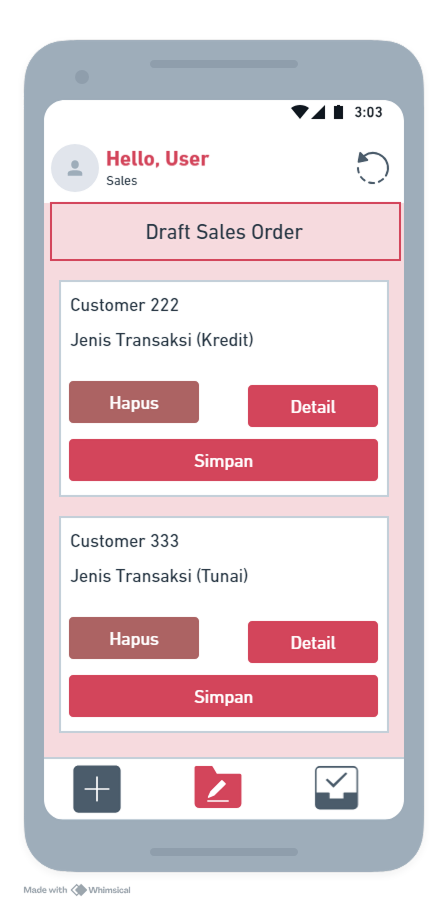 3:03
Hello, User
Sales
Draft Sales Order
Customer 222
Jenis Transaksi (Kredit)
Hapus
Detail
Simpan
Customer 333
Jenis Transaksi (Tunai)
Hapus
Detail
Simpan
Made with Whimsical